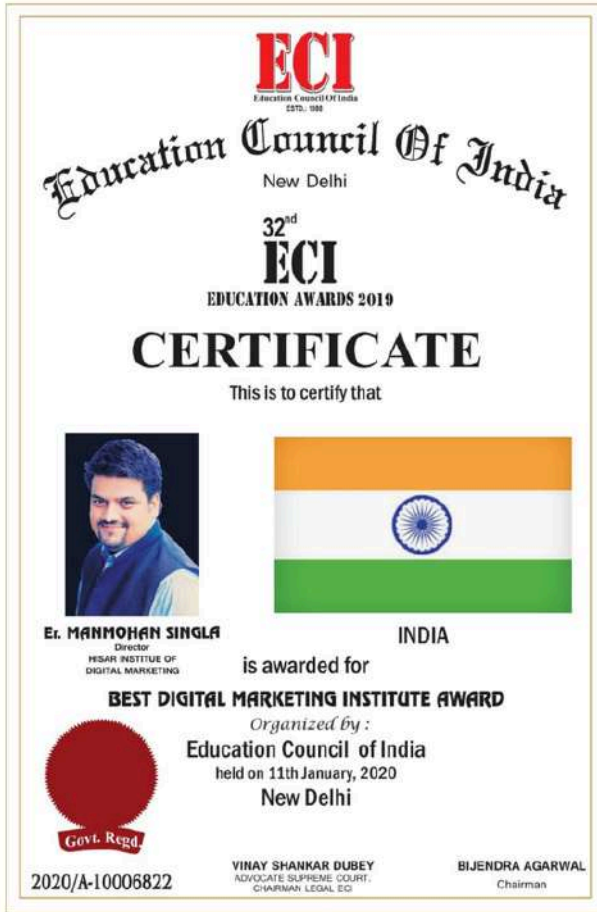 ECI
Education Council Of India
ESTD.: 1988
Education Council Of India
New Delhi
32nd
ECI
EDUCATION AWARDS 2019
CERTIFICATE
This is to certify that
Er. MANMOHAN SINGLA
Director
HISAR INSTITUE OF
DIGITAL MARKETING
INDIA
is awarded for
BEST DIGITAL MARKETING INSTITUTE AWARD
Organized by :
Education Council of India
held on 11th January, 2020
New Delhi
Govt. Regd.
2020/A-10006822
VINAY SHANKAR DUBEY
ADVOCATE SUPREME COURT.
CHAIRMAN LEGAL ECI
BIJENDRA AGARWAL
Chairman